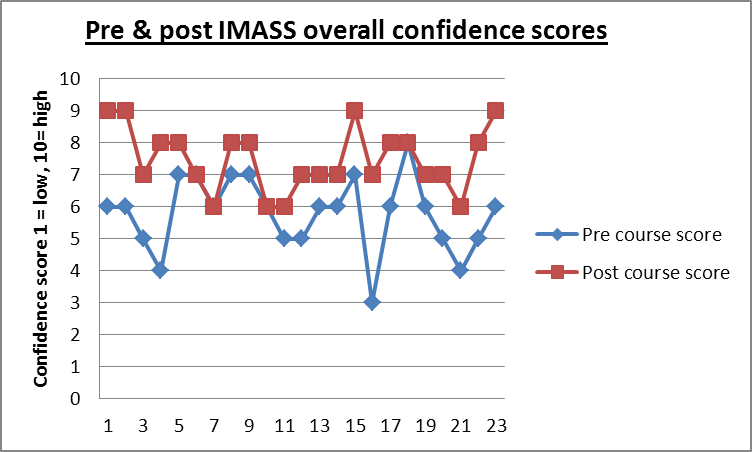 Pre & post IMASS overall confidence scores
Confidence score 1 = low, 10= high
10
9
8
7
6
5
4
3
2
1
0
1 3 5 7 9 11 13 15 17 19 21 23
Pre course score
Post course score